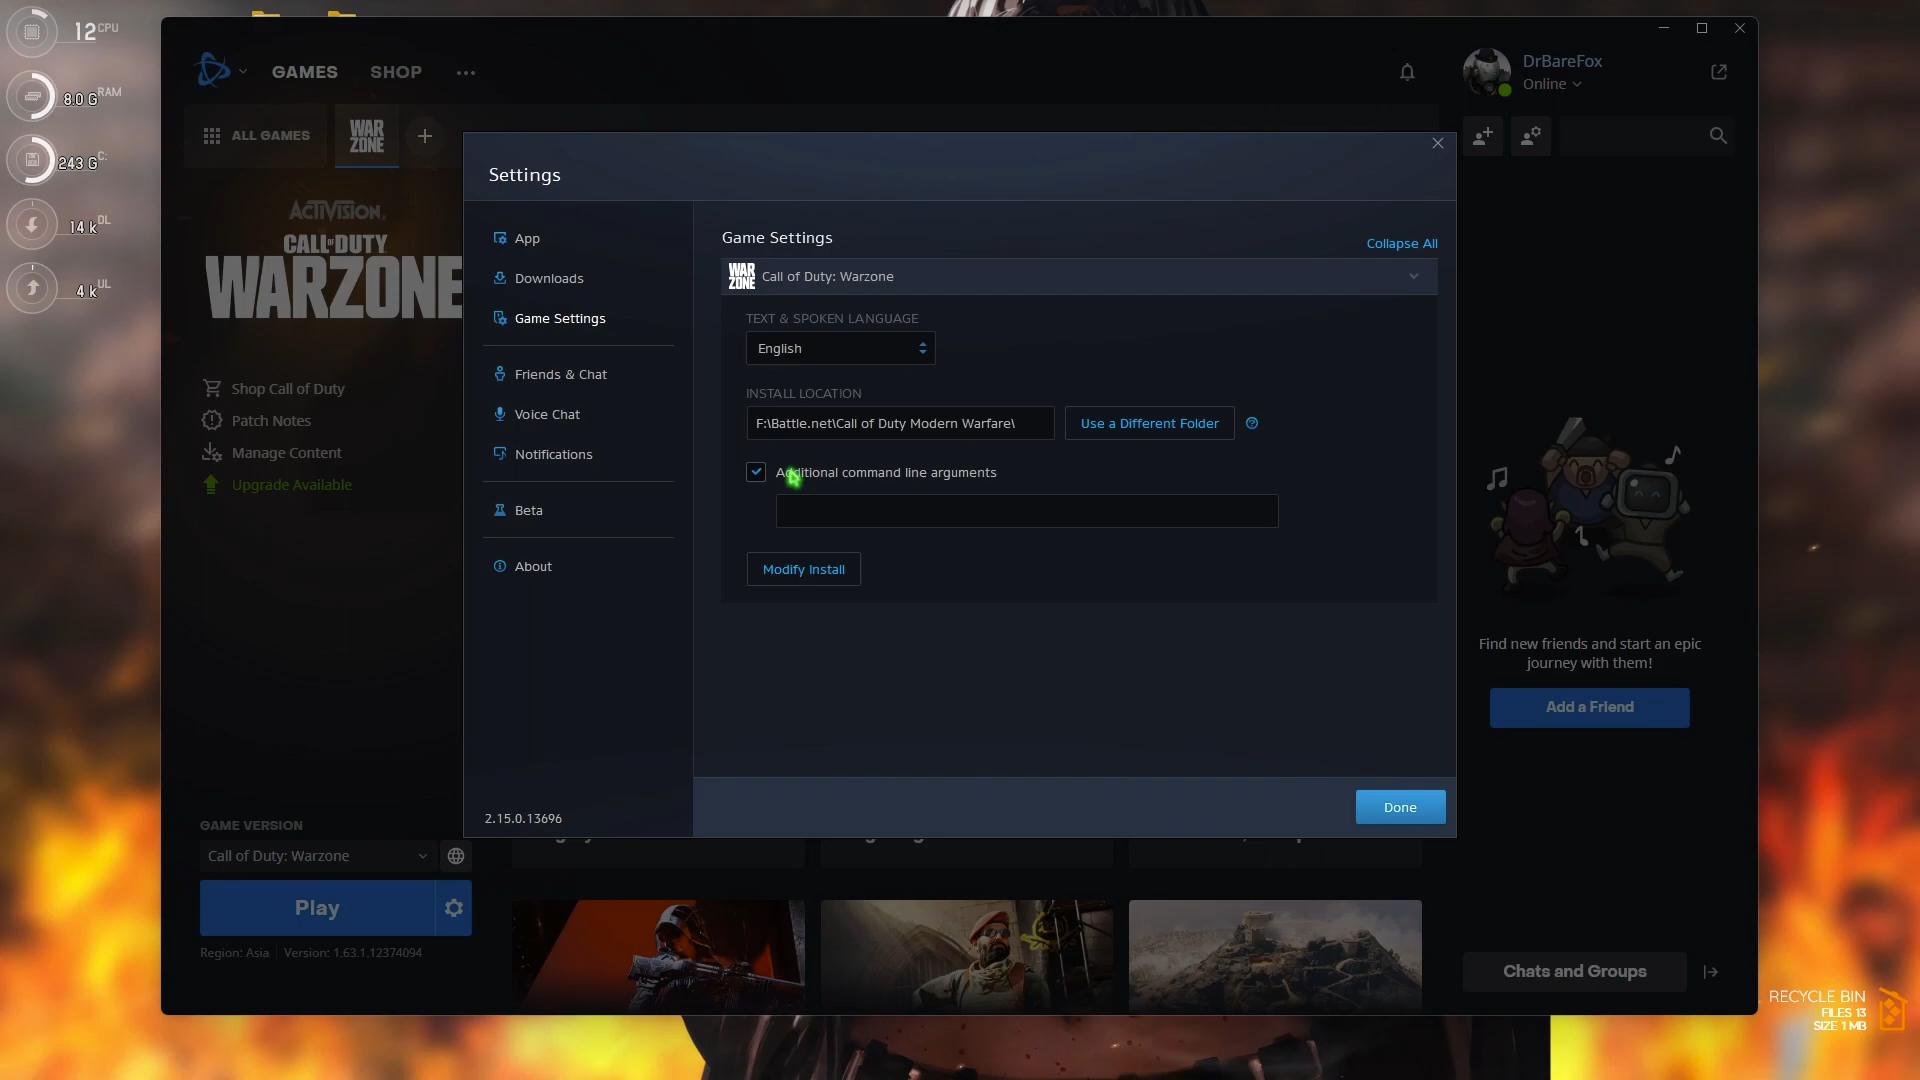 12 CPU
8.0 G RAM
243 G C:
14 k DL
4 k UL
GAMES
SHOP
DrBareFox
Online
ALL GAMES
WAR
ZONE
ACTIVISION
CALL OF DUTY
WARZONE
Shop Call of Duty
Patch Notes
Manage Content
Upgrade Available
Settings
App
Downloads
Game Settings
Friends & Chat
Voice Chat
Notifications
Beta
About
2.15.0.13696
Game Settings
Collapse All
WAR
ZONE
Call of Duty: Warzone
TEXT & SPOKEN LANGUAGE
English
INSTALL LOCATION
F:\Battle.net\Call of Duty Modern Warfare\
Use a Different Folder
Additional command line arguments
Modify Install
Done
Find new friends and start an epic
journey with them!
Add a Friend
GAME VERSION
Call of Duty: Warzone
Play
Region: Asia
Version: 1.63.1.12374094
Chats and Groups
RECYCLE BIN
FILES 13
SIZE 1 MB